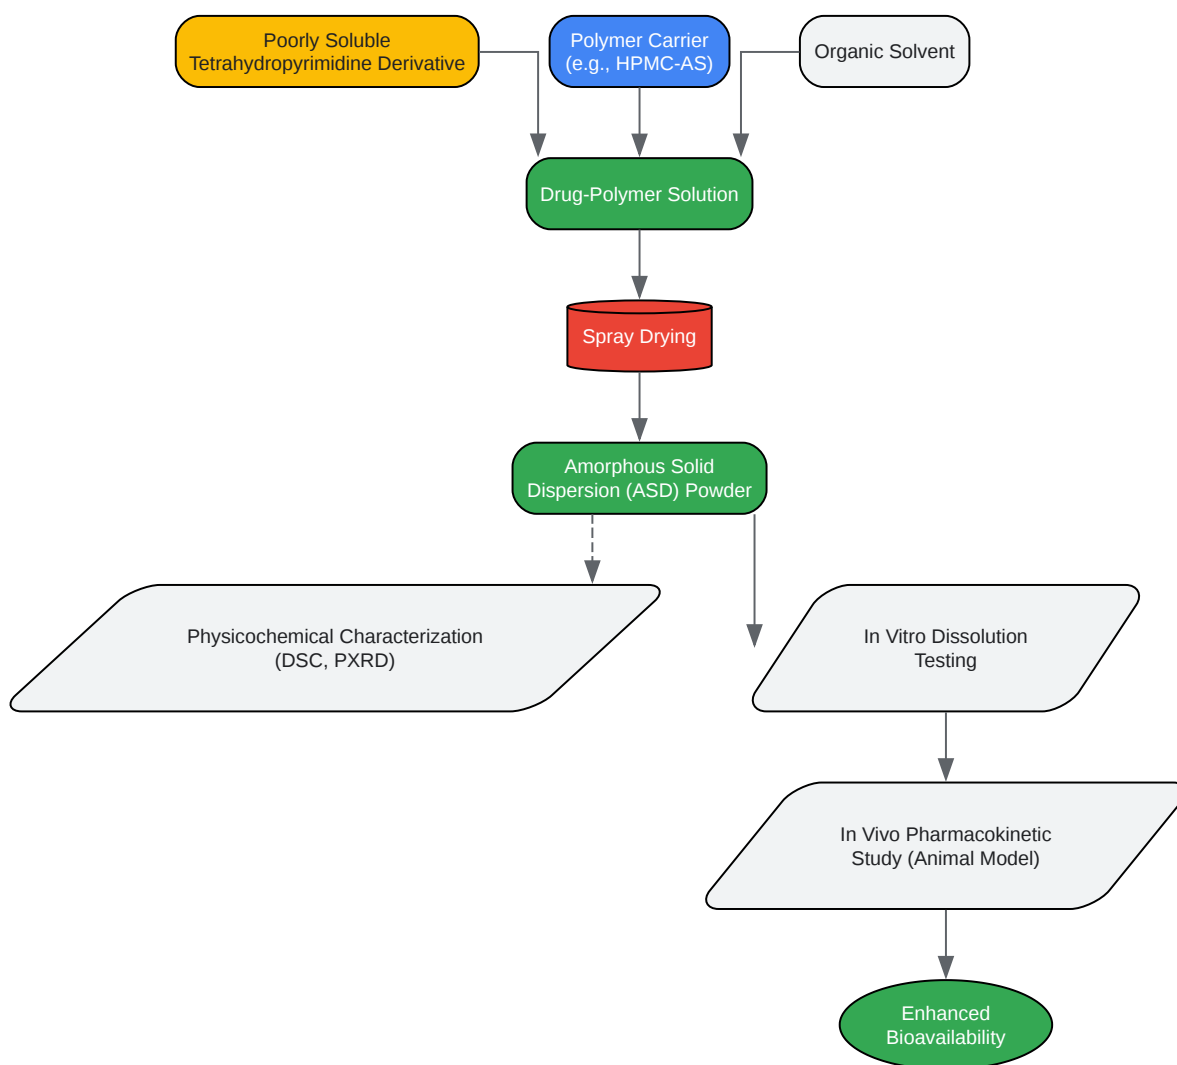 Poorly Soluble
Tetrahydropyrimidine Derivative
Polymer Carrier
(e.g., HPMC-AS)
Organic Solvent
Drug-Polymer Solution
Spray Drying
Amorphous Solid
Dispersion (ASD) Powder
Physicochemical Characterization
(DSC, PXRD)
In Vitro Dissolution
Testing
In Vivo Pharmacokinetic
Study (Animal Model)
Enhanced
Bioavailability